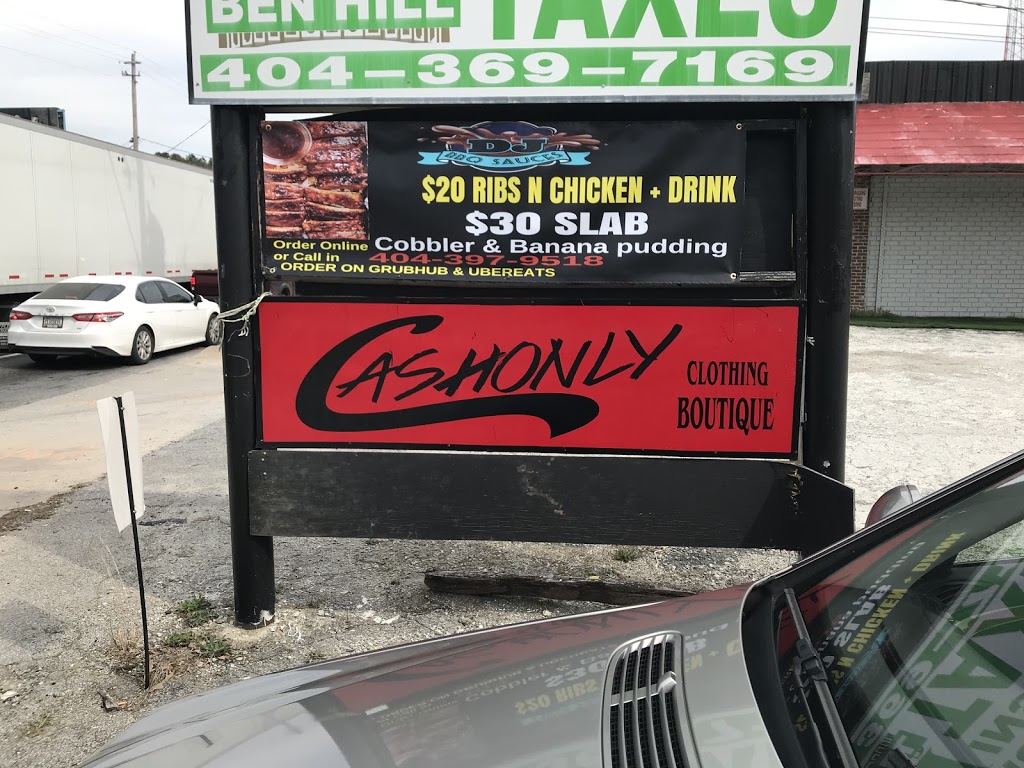 BEN HILL TAXES
404-369-7169
DJ
BBQ SAUCES
$20 RIBS N CHICKEN + DRINK
$30 SLAB
Cobbler & Banana pudding
Order Online
or Call in 404-397-9518
ORDER ON GRUBHUB & UBEREATS
CASHONLY
CLOTHING
BOUTIQUE